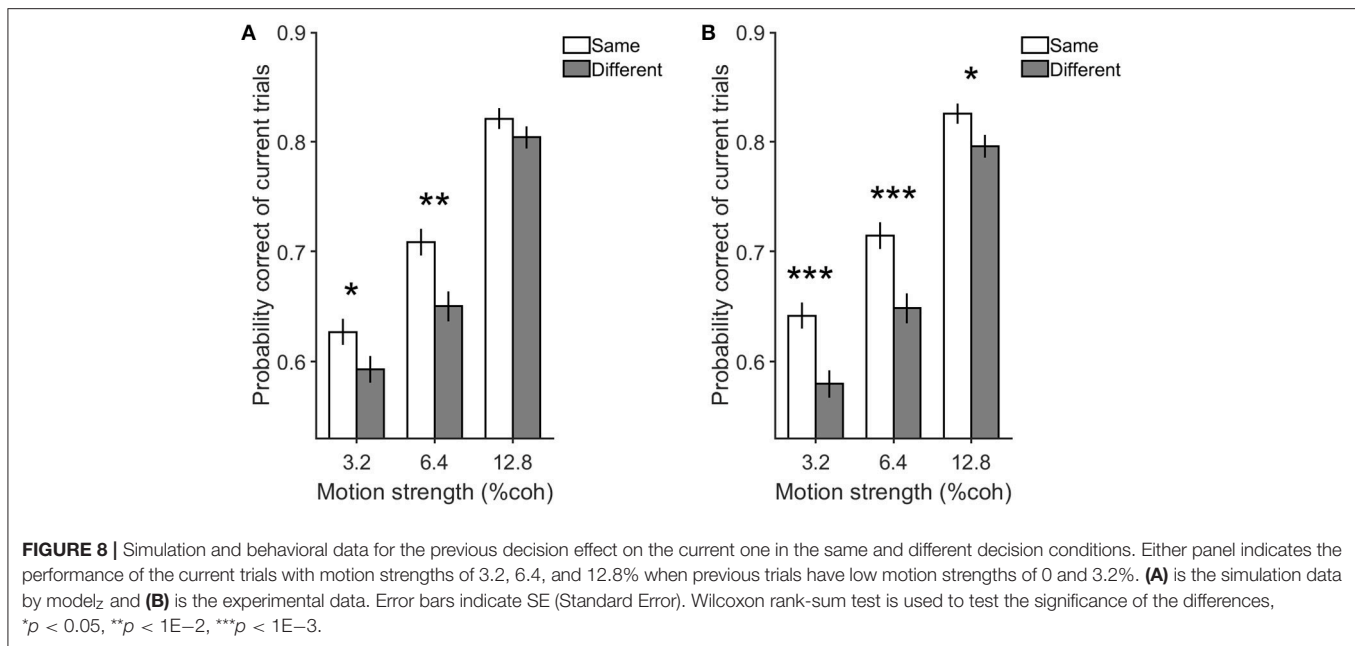 A
0.9
0.8
0.7
0.6
Probability correct of current trials
Same
Different
*
**
3.2
6.4
12.8
Motion strength (%coh)
B
0.9
0.8
0.7
0.6
Probability correct of current trials
Same
Different
***
***
*
3.2
6.4
12.8
Motion strength (%coh)
FIGURE 8 | Simulation and behavioral data for the previous decision effect on the current one in the same and different decision conditions. Either panel indicates the
performance of the current trials with motion strengths of 3.2, 6.4, and 12.8% when previous trials have low motion strengths of 0 and 3.2%. (A) is the simulation data
by modelz and (B) is the experimental data. Error bars indicate SE (Standard Error). Wilcoxon rank-sum test is used to test the significance of the differences,
*p < 0.05, **p < 1E−2, ***p < 1E−3.